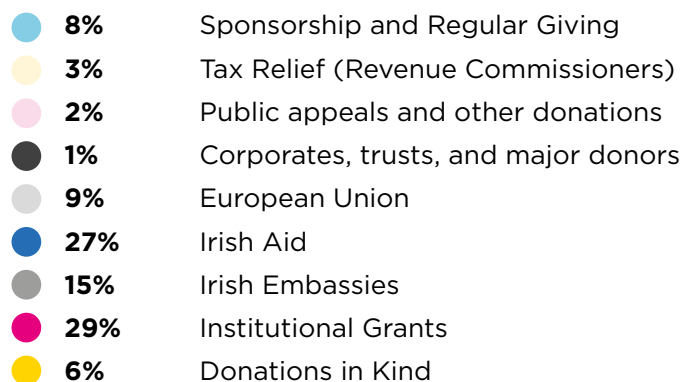 8% Sponsorship and Regular Giving
3% Tax Relief (Revenue Commissioners)
2% Public appeals and other donations
1% Corporates, trusts, and major donors
9% European Union
27% Irish Aid
15% Irish Embassies
29% Institutional Grants
6% Donations in Kind